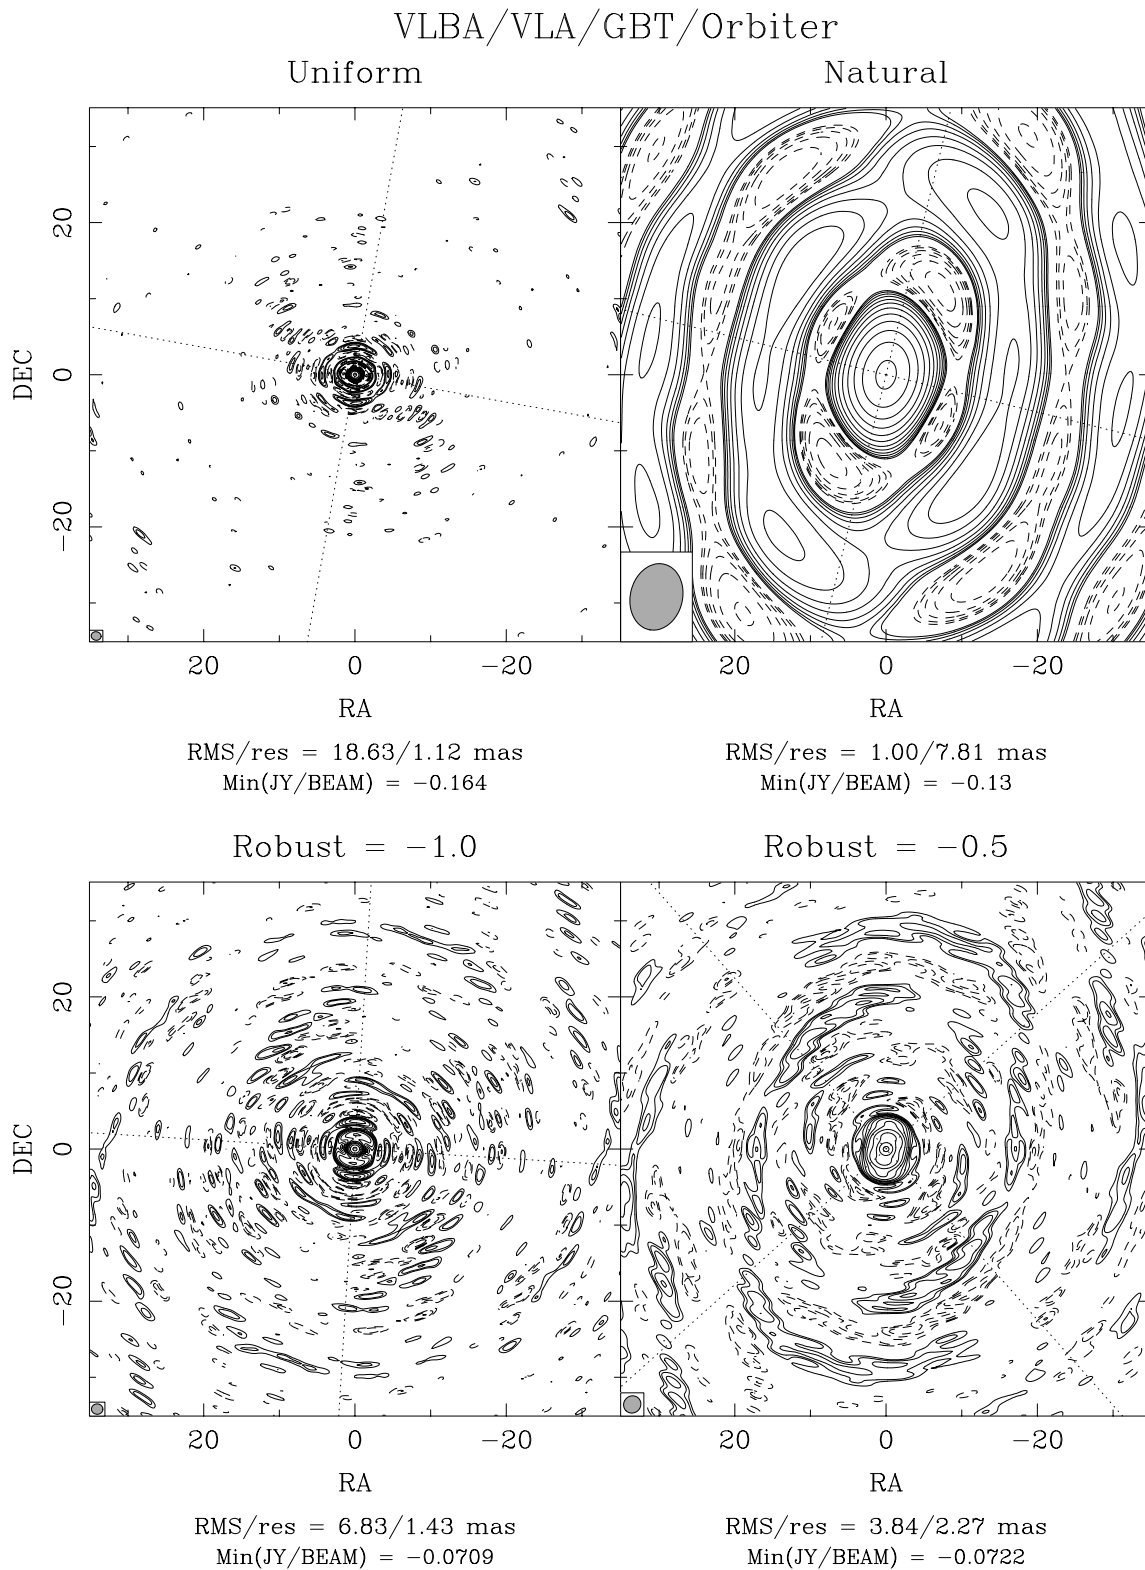 VLBA/VLA/GBT/Orbiter
Uniform
Natural
DEC
20
0
−20
20 0 −20
20 0 −20
RA
RA
RMS/res = 18.63/1.12 mas
Min(JY/BEAM) = −0.164
RMS/res = 1.00/7.81 mas
Min(JY/BEAM) = −0.13
Robust = −1.0
Robust = −0.5
DEC
20
0
−20
20 0 −20
20 0 −20
RA
RA
RMS/res = 6.83/1.43 mas
Min(JY/BEAM) = −0.0709
RMS/res = 3.84/2.27 mas
Min(JY/BEAM) = −0.0722